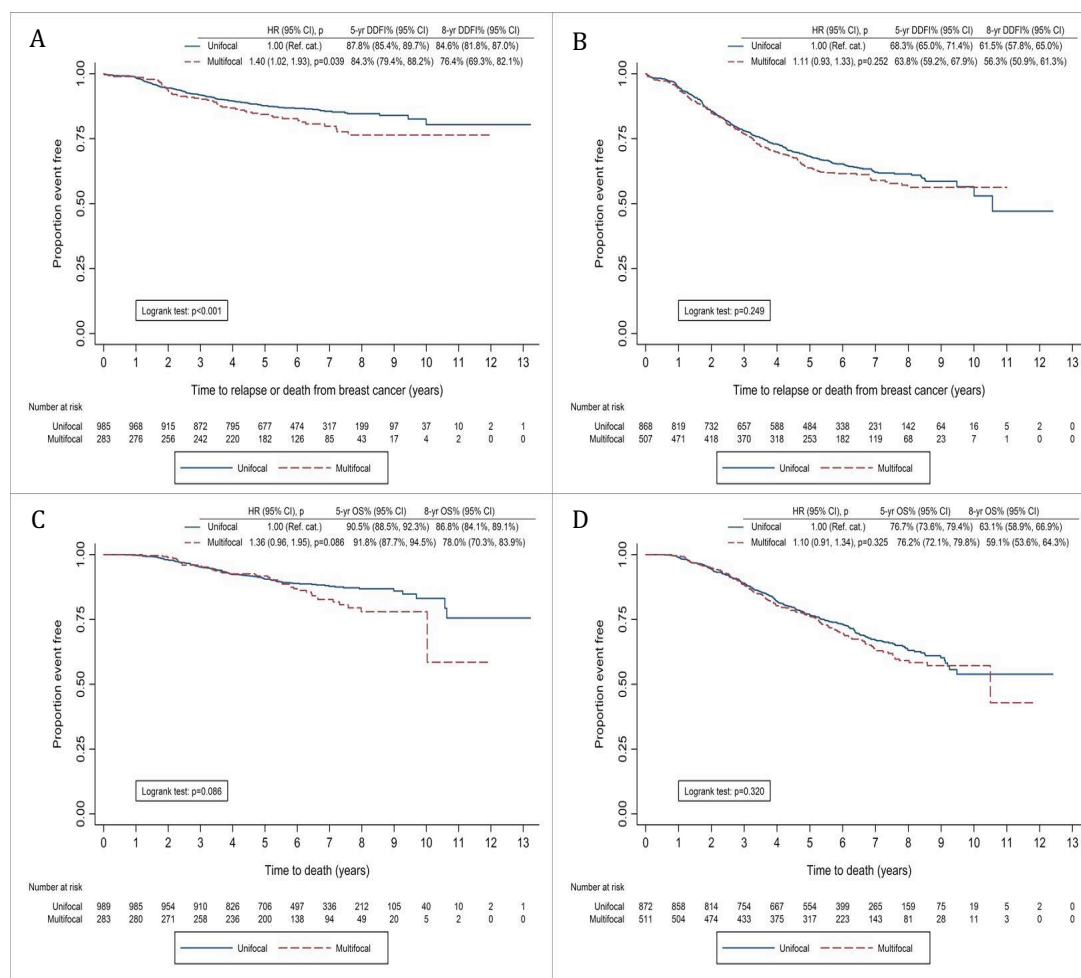 A
HR (95% CI), p 5-yr DDFI% (95% CI) 8-yr DDFI% (95% CI)
Unifocal 1.00 (Ref. cat.) 87.8% (85.4%, 89.7%) 84.6% (81.8%, 87.0%)
Multifocal 1.40 (1.02, 1.93), p=0.039 84.3% (79.4%, 88.2%) 76.4% (69.3%, 82.1%)
Proportion event free
1.00
0.75
0.50
0.25
0.00
Logrank test: p<0.001
0 1 2 3 4 5 6 7 8 9 10 11 12 13
Time to relapse or death from breast cancer (years)
Number at risk
Unifocal 985 968 915 872 795 677 474 317 199 97 37 10 2 1
Multifocal 283 276 256 242 220 182 126 85 43 17 4 2 0 0
Unifocal Multifocal
B
HR (95% CI), p 5-yr DDFI% (95% CI) 8-yr DDFI% (95% CI)
Unifocal 1.00 (Ref. cat.) 68.3% (65.0%, 71.4%) 61.5% (57.8%, 65.0%)
Multifocal 1.11 (0.93, 1.33), p=0.252 63.8% (59.2%, 67.9%) 56.3% (50.9%, 61.3%)
Proportion event free
1.00
0.75
0.50
0.25
0.00
Logrank test: p=0.249
0 1 2 3 4 5 6 7 8 9 10 11 12 13
Time to relapse or death from breast cancer (years)
Number at risk
Unifocal 868 819 732 657 588 484 338 231 142 64 16 5 2 0
Multifocal 507 471 418 370 318 253 182 119 68 23 7 1 0 0
Unifocal Multifocal
C
HR (95% CI), p 5-yr OS% (95% CI) 8-yr OS% (95% CI)
Unifocal 1.00 (Ref. cat.) 90.5% (88.5%, 92.3%) 86.8% (84.1%, 89.1%)
Multifocal 1.36 (0.96, 1.95), p=0.086 91.8% (87.7%, 94.5%) 78.0% (70.3%, 83.9%)
Proportion event free
1.00
0.75
0.50
0.25
0.00
Logrank test: p=0.086
0 1 2 3 4 5 6 7 8 9 10 11 12 13
Time to death (years)
Number at risk
Unifocal 989 985 954 910 826 706 497 336 212 105 40 10 2 1
Multifocal 283 280 271 258 236 200 138 94 49 20 5 2 0 0
Unifocal Multifocal
D
HR (95% CI), p 5-yr OS% (95% CI) 8-yr OS% (95% CI)
Unifocal 1.00 (Ref. cat.) 76.7% (73.6%, 79.4%) 63.1% (58.9%, 66.9%)
Multifocal 1.10 (0.91, 1.34), p=0.325 76.2% (72.1%, 79.8%) 59.1% (53.6%, 64.3%)
Proportion event free
1.00
0.75
0.50
0.25
0.00
Logrank test: p=0.320
0 1 2 3 4 5 6 7 8 9 10 11 12 13
Time to death (years)
Number at risk
Unifocal 872 858 814 754 667 554 399 265 159 75 19 5 2 0
Multifocal 511 504 474 433 375 317 223 143 81 28 11 3 0 0
Unifocal Multifocal